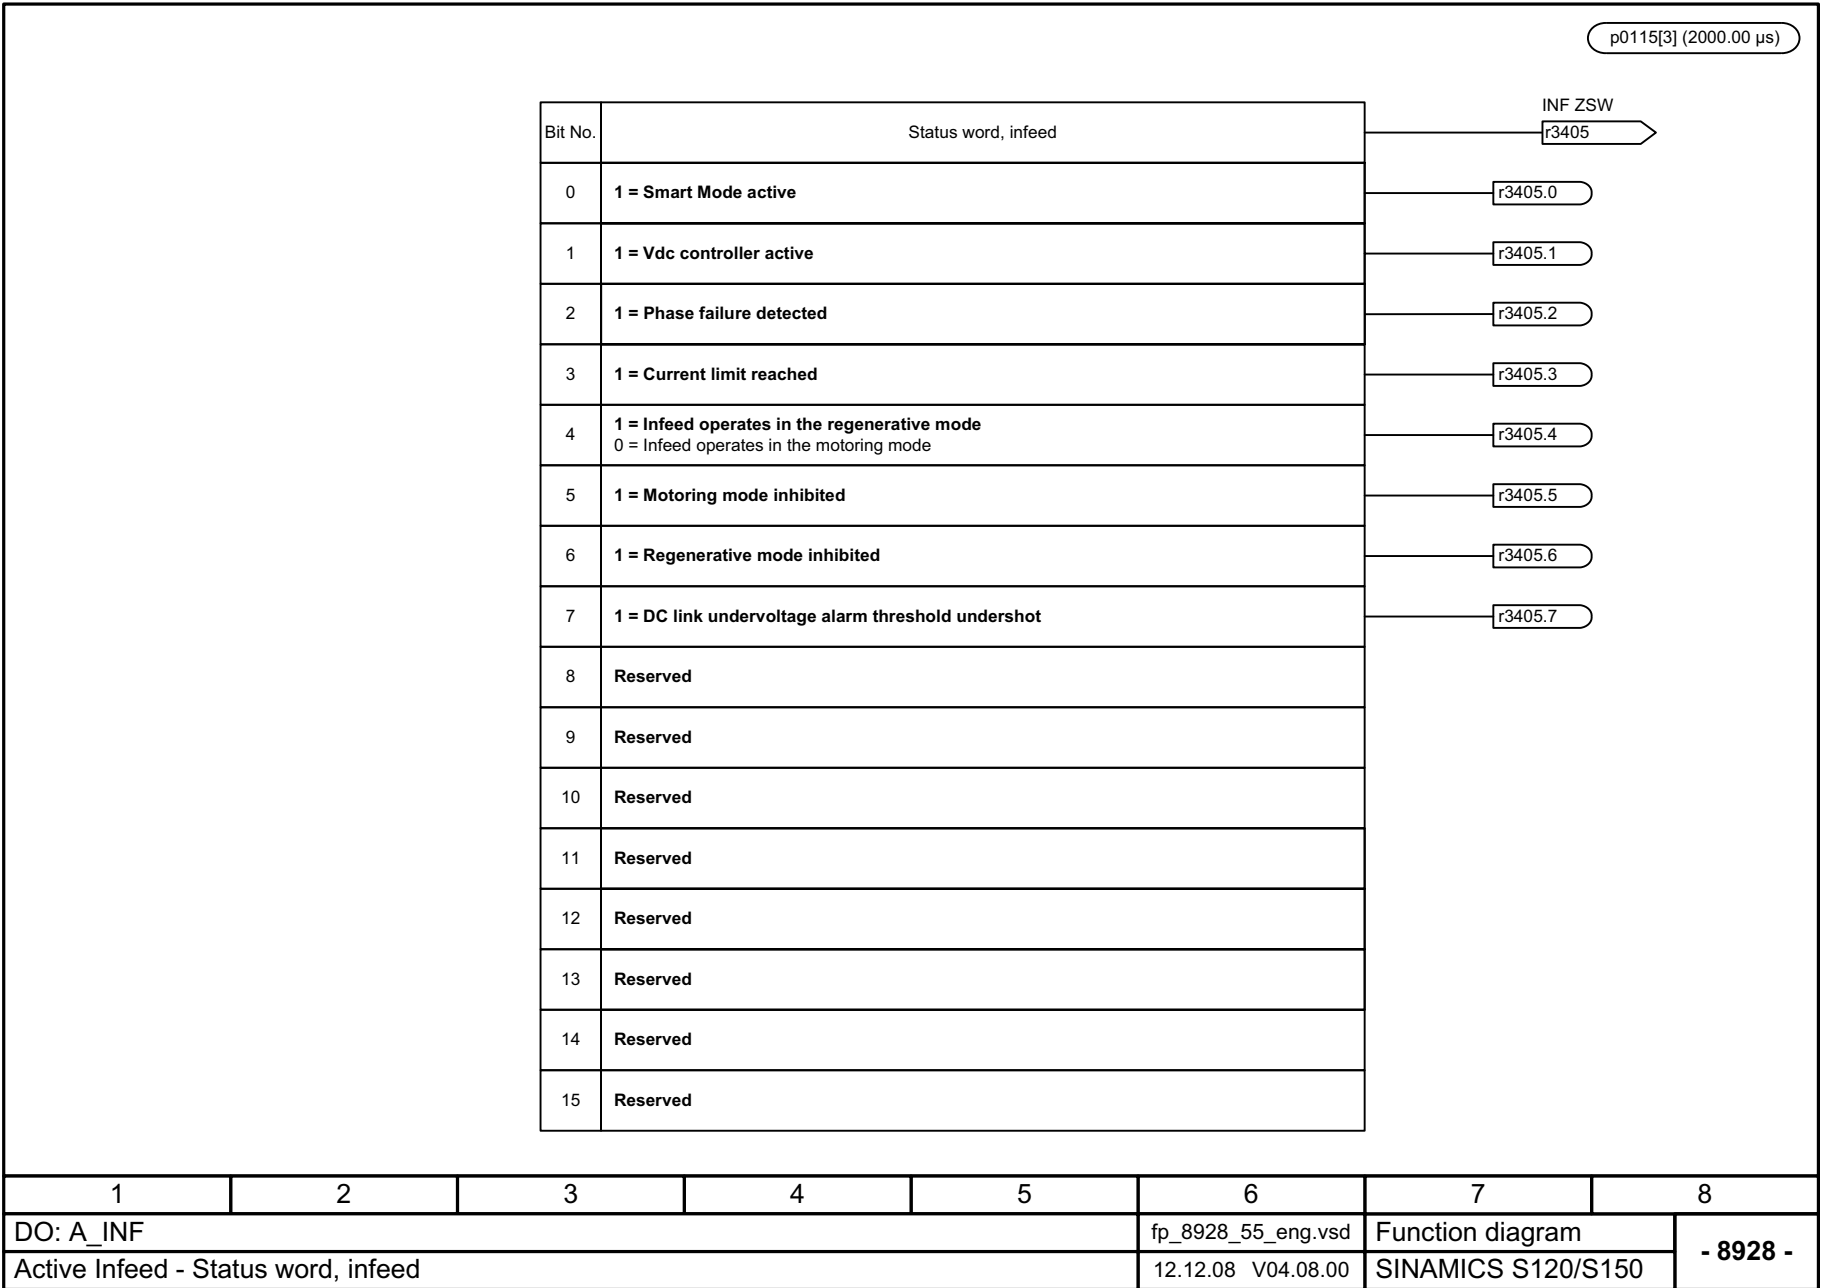 p0115[3] (2000.00 µs)
INF ZSW
Bit No. Status word, infeed r3405
0 1 = Smart Mode active r3405.0
1 1 = Vdc controller active r3405.1
2 1 = Phase failure detected r3405.2
3 1 = Current limit reached r3405.3
4 1 = Infeed operates in the regenerative mode
0 = Infeed operates in the motoring mode r3405.4
5 1 = Motoring mode inhibited r3405.5
6 1 = Regenerative mode inhibited r3405.6
7 1 = DC link undervoltage alarm threshold undershot r3405.7
8 Reserved
9 Reserved
10 Reserved
11 Reserved
12 Reserved
13 Reserved
14 Reserved
15 Reserved
1 2 3 4 5 6 7 8
DO: A_INF fp_8928_55_eng.vsd Function diagram
- 8928 -
Active Infeed - Status word, infeed 12.12.08 V04.08.00 SINAMICS S120/S150